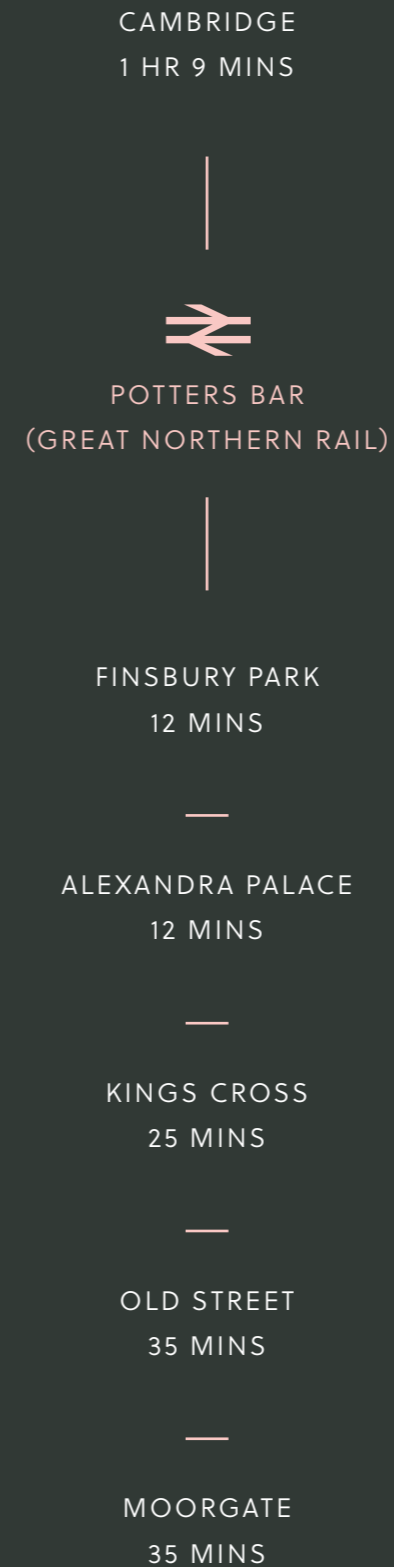 CAMBRIDGE
1 HR 9 MINS
POTTERS BAR
(GREAT NORTHERN RAIL)
FINSBURY PARK
12 MINS
ALEXANDRA PALACE
12 MINS
KINGS CROSS
25 MINS
OLD STREET
35 MINS
MOORGATE
35 MINS